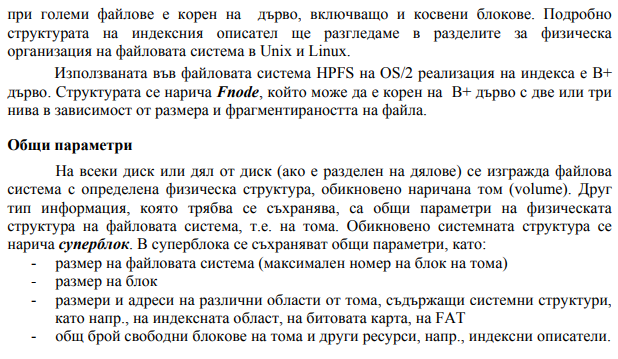 при големи файлове е корен на дърво, включващо и косвени блокове. Подробно
структурата на индексния описател ще разгледаме в разделите за физическа
организация на файловата система в Unix и Linux.
Използваната във файловата система HPFS на OS/2 реализация на индекса е B+
дърво. Структурата се нарича Fnode, който може да е корен на B+ дърво с две или три
нива в зависимост от размера и фрагментираността на файла.
Общи параметри
На всеки диск или дял от диск (ако е разделен на дялове) се изгражда файлова
система с определена физическа структура, обикновено наричана том (volume). Друг
тип информация, която трябва се съхранява, са общи параметри на физическата
структура на файловата система, т.е. на тома. Обикновено системната структура се
нарича суперблок. В суперблока се съхраняват общи параметри, като:
- размер на файловата система (максимален номер на блок на тома)
- размер на блок
- размери и адреси на различни области от тома, съдържащи системни структури,
като напр., на индексната област, на битовата карта, на FAT
- общ брой свободни блокове на тома и други ресурси, напр., индексни описатели.